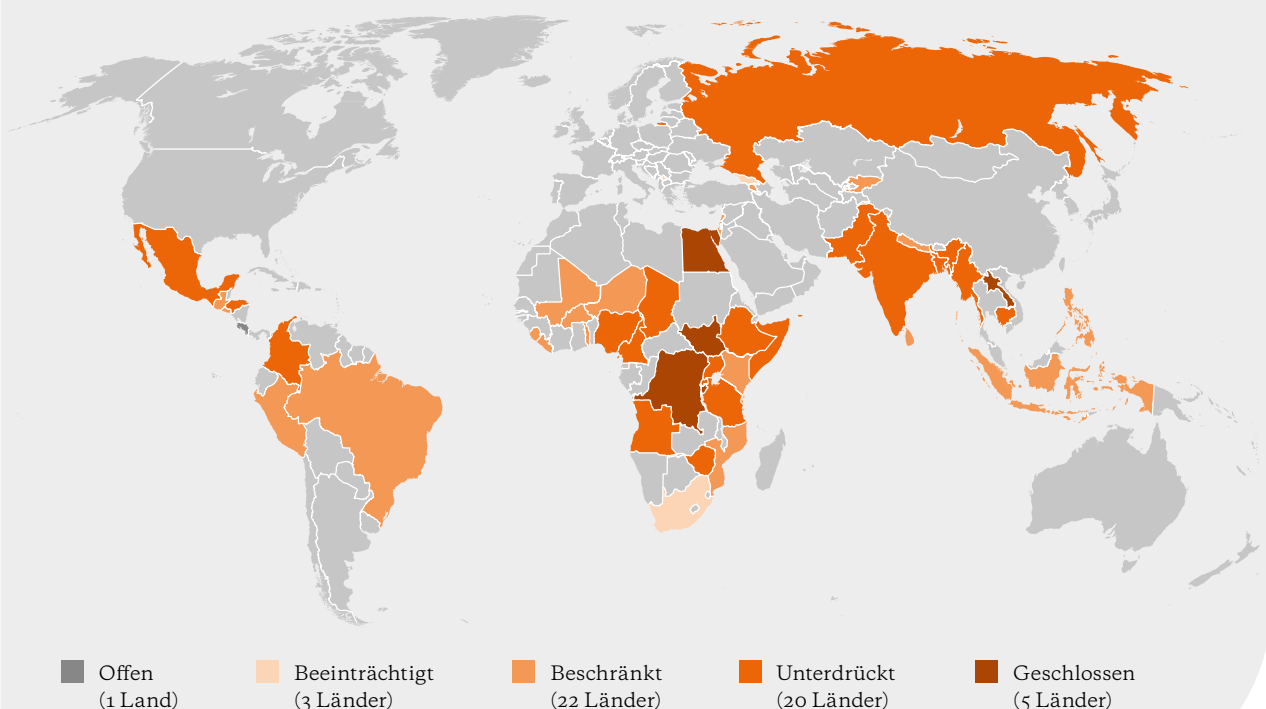 Offen
(1 Land)
Beeinträchtigt
(3 Länder)
Beschränkt
(22 Länder)
Unterdrückt
(20 Länder)
Geschlossen
(5 Länder)